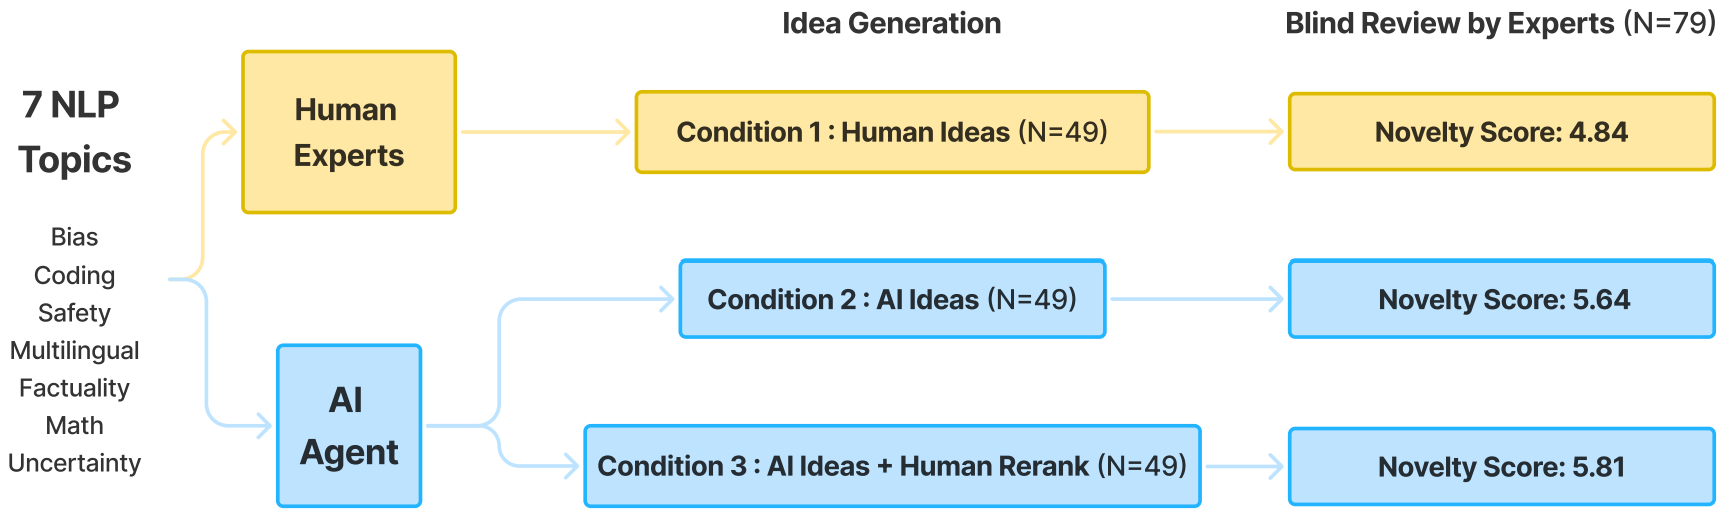 Idea Generation
Blind Review by Experts (N=79)
7 NLP
Topics
Bias
Coding
Safety
Multilingual
Factuality
Math
Uncertainty
Human
Experts
Condition 1 : Human Ideas (N=49)
Novelty Score: 4.84
AI
Agent
Condition 2 : AI Ideas (N=49)
Novelty Score: 5.64
Condition 3 : AI Ideas + Human Rerank (N=49)
Novelty Score: 5.81